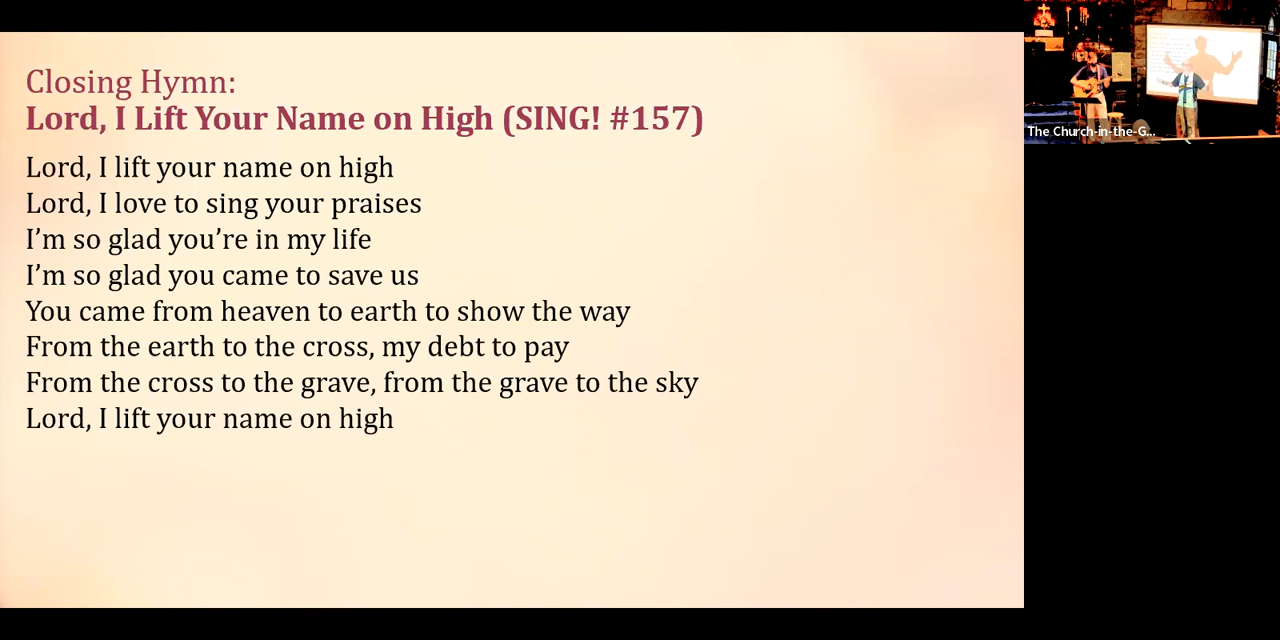 Closing Hymn:
Lord, I Lift Your Name on High (SING! #157)
Lord, I lift your name on high
Lord, I love to sing your praises
I’m so glad you’re in my life
I’m so glad you came to save us
You came from heaven to earth to show the way
From the earth to the cross, my debt to pay
From the cross to the grave, from the grave to the sky
Lord, I lift your name on high
The Church-in-the-G...